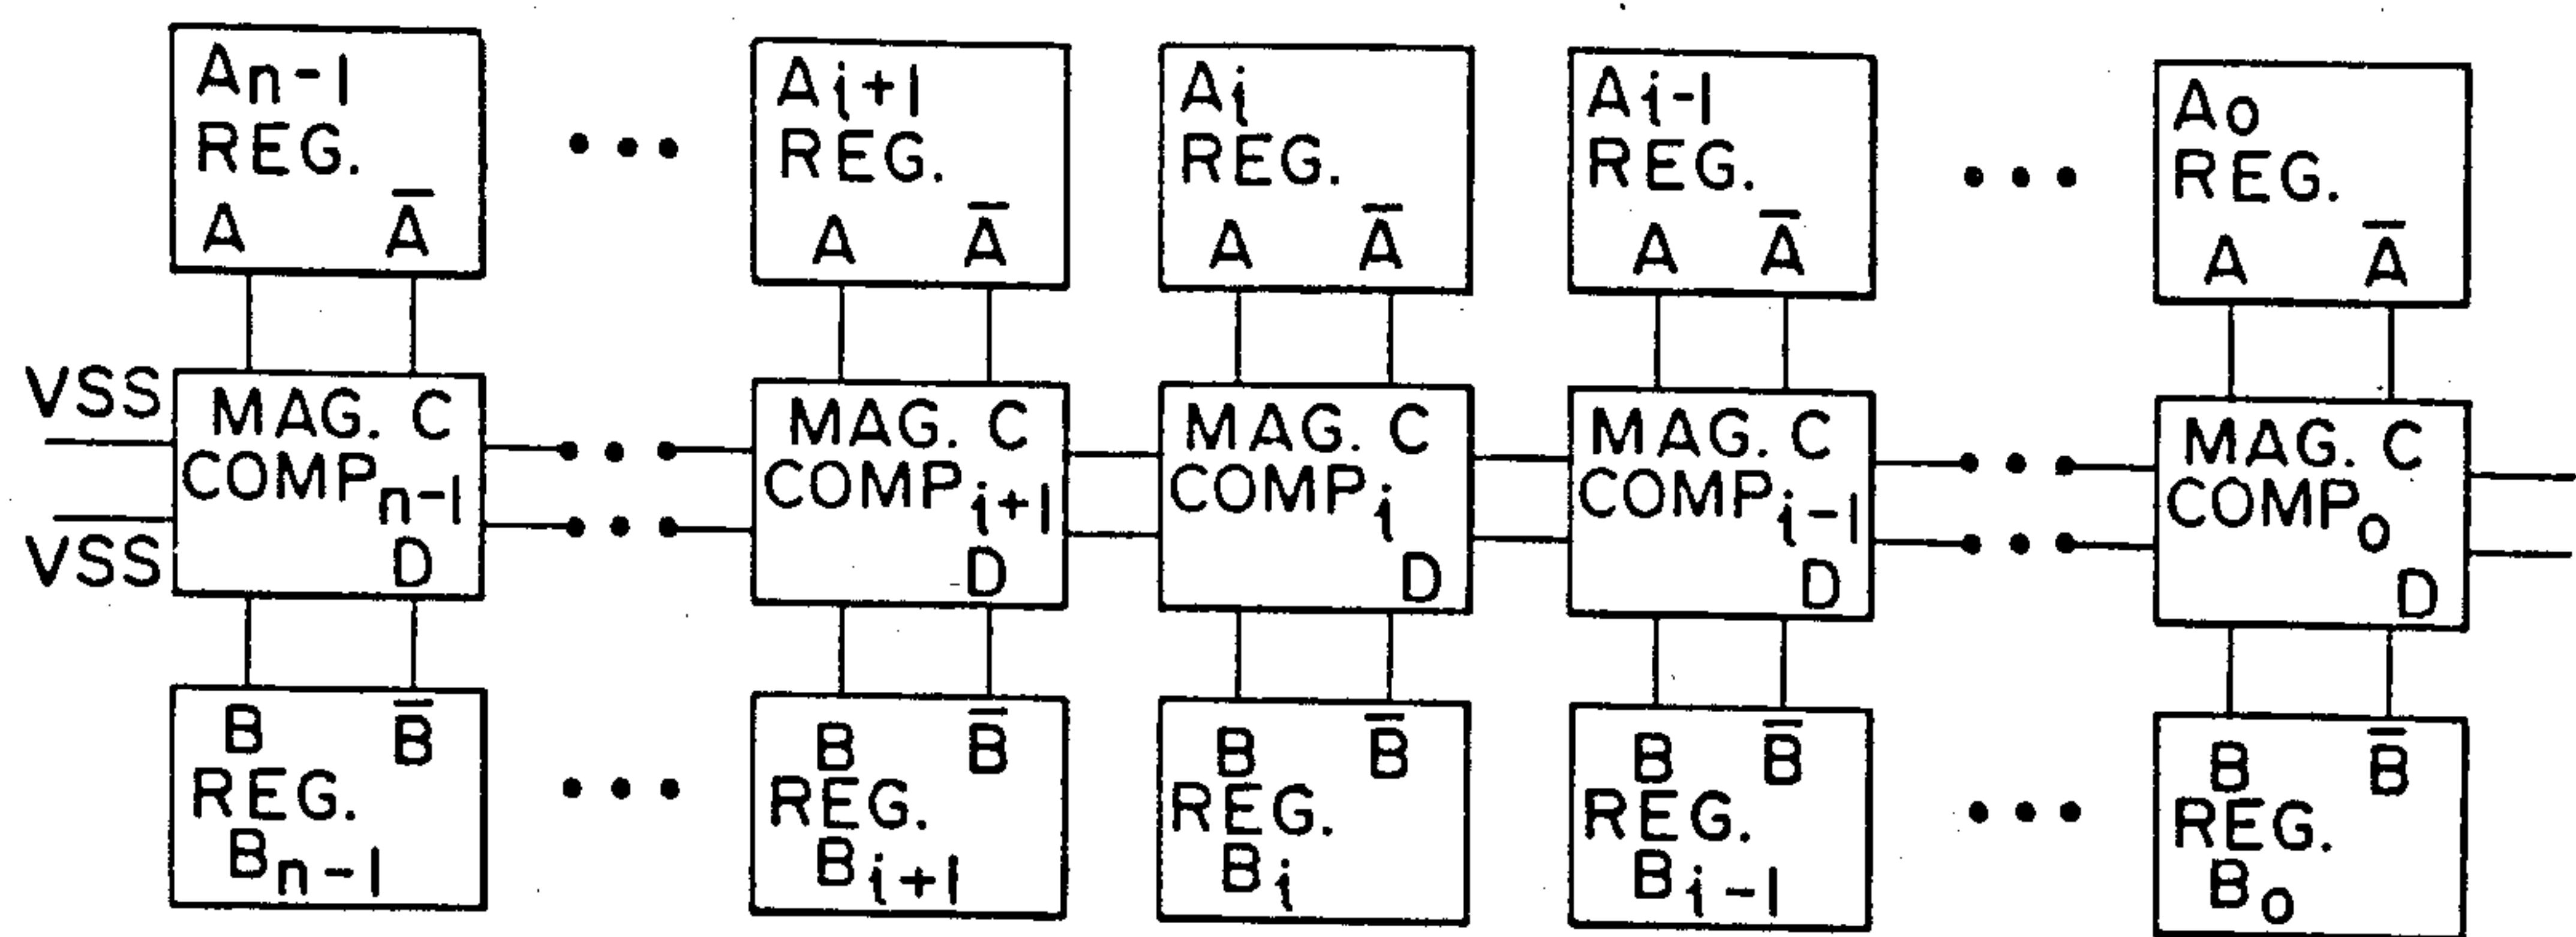 An-1
REG.
A Ā
Ai+1
REG.
A Ā
Ai
REG.
A Ā
Ai-1
REG.
A Ā
Ao
REG.
A Ā
VSS
VSS
MAG. C
COMPn-1
D
MAG. C
COMPi+1
D
MAG. C
COMPi
D
MAG. C
COMPi-1
D
MAG. C
COMPo
D
B B̄
REG.
Bn-1
B B̄
REG.
Bi+1
B B̄
REG.
Bi
B B̄
REG.
Bi-1
B B̄
REG.
Bo